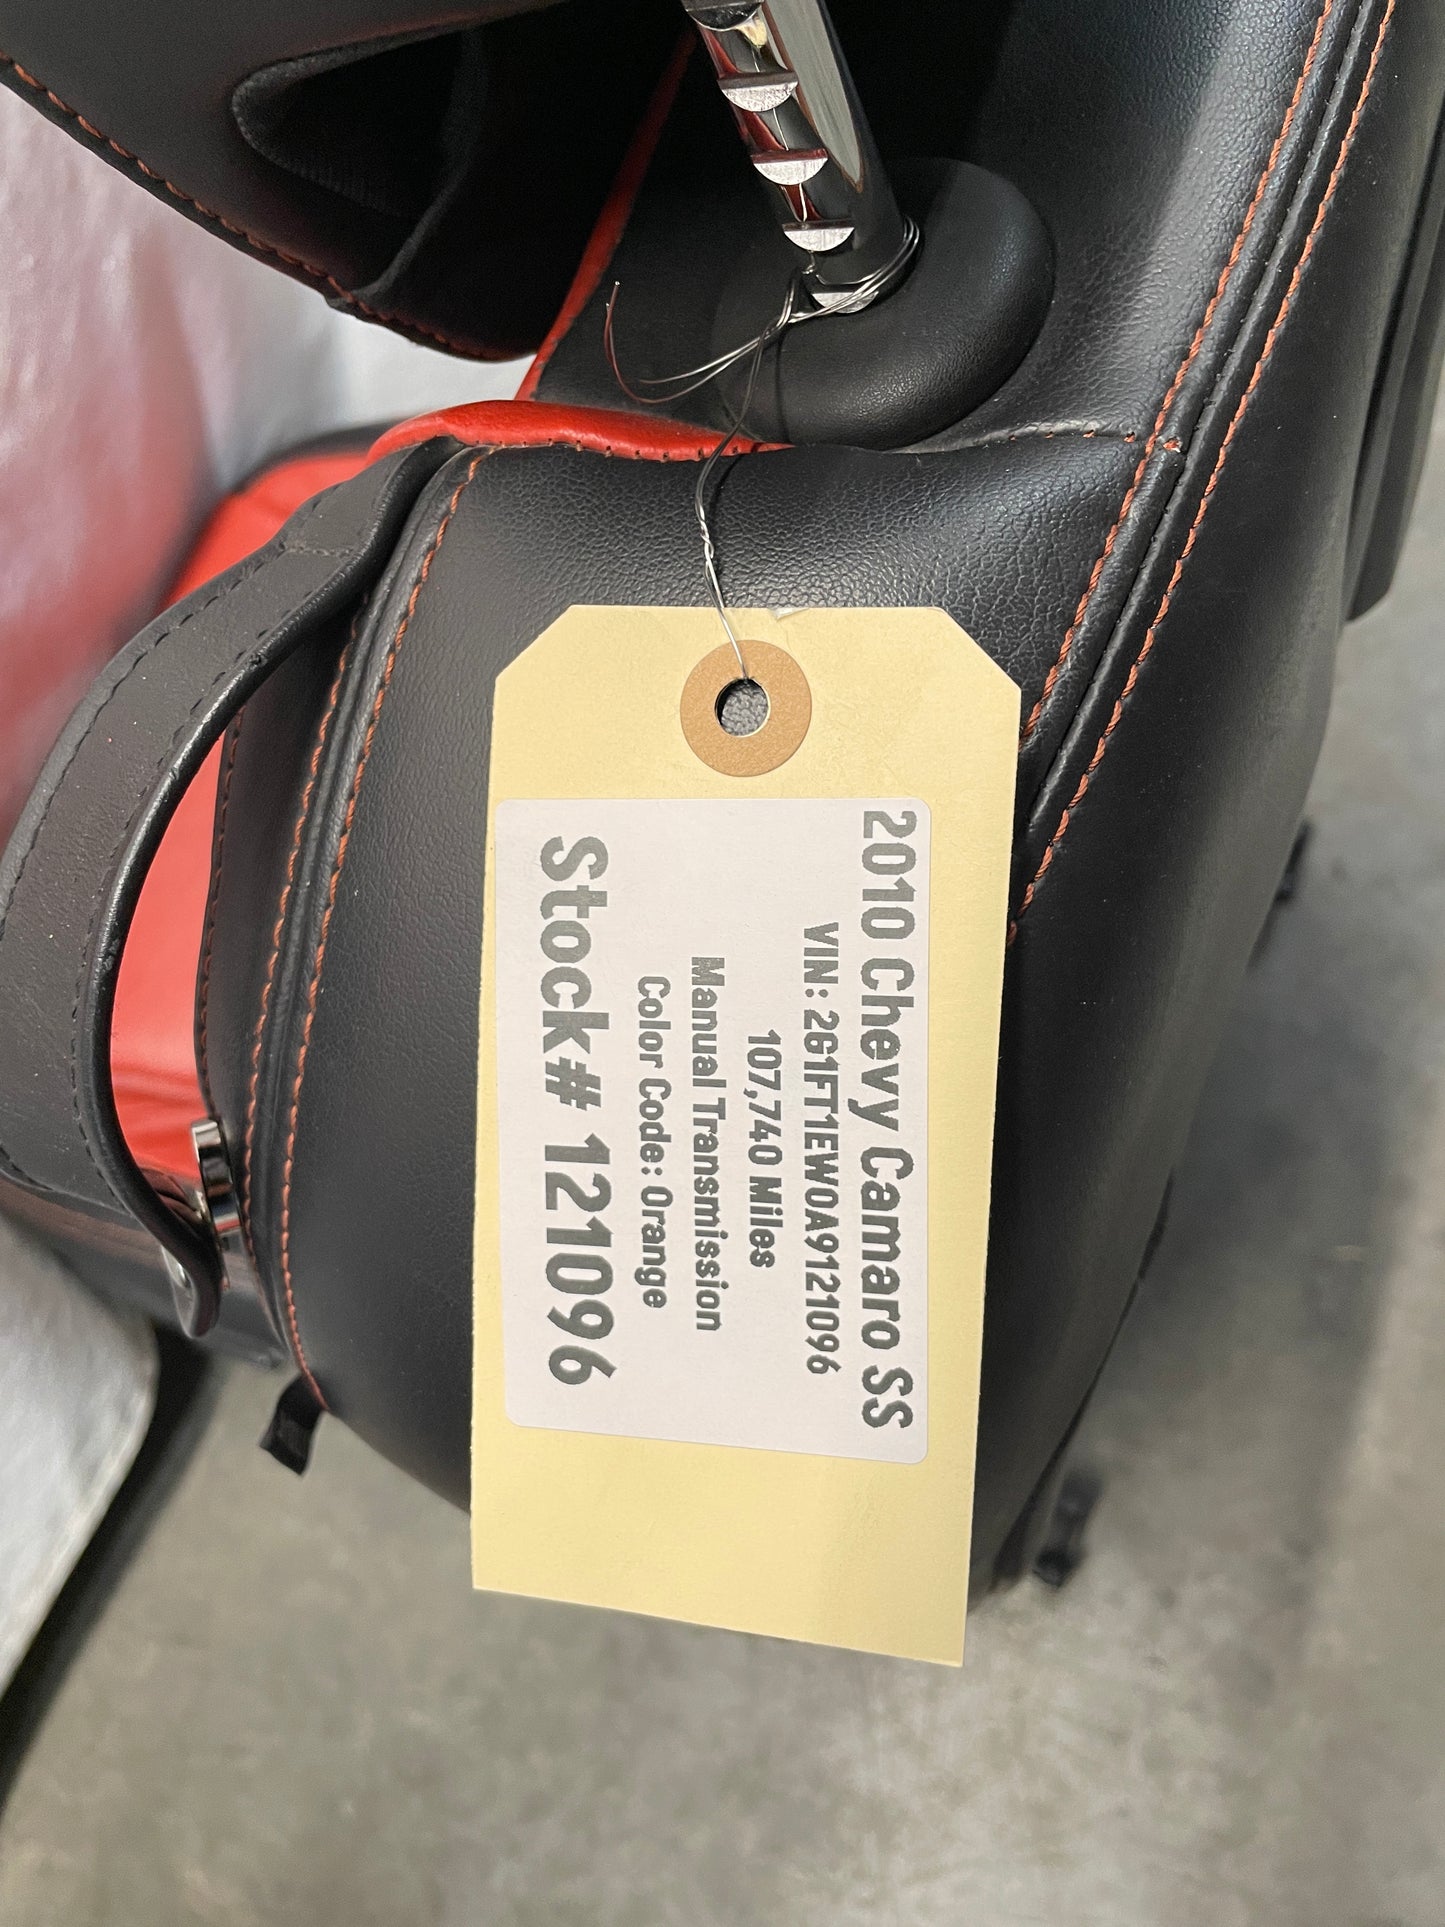 2010 Chevy Camaro SS
VIN: 2G1FT1EW0A9121096
107,740 Miles
Manual Transmission
Color Code: Orange
Stock# 121096